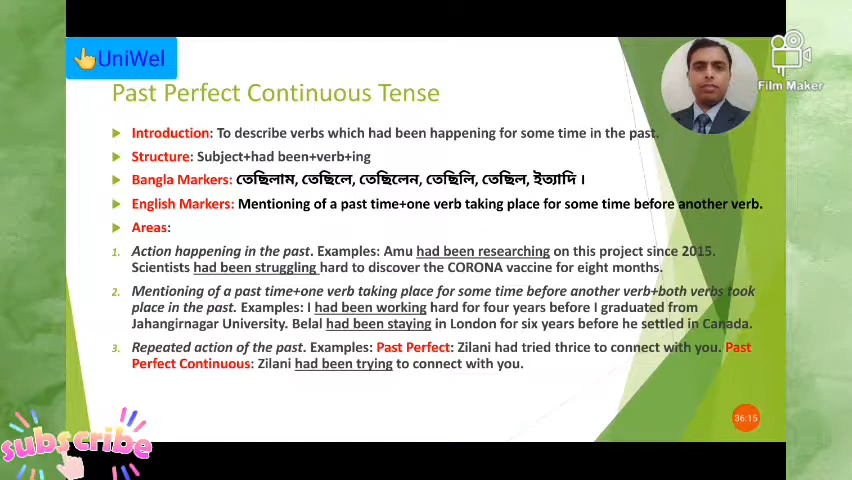 👆UniWel
Film Maker
Past Perfect Continuous Tense
Introduction: To describe verbs which had been happening for some time in the past.
Structure: Subject+had been+verb+ing
Bangla Markers: তেছিলাম, তেছিলে, তেছিলেন, তেছিলি, তেছিল, ইত্যাদি ।
English Markers: Mentioning of a past time+one verb taking place for some time before another verb.
Areas:
1. Action happening in the past. Examples: Amu had been researching on this project since 2015.
Scientists had been struggling hard to discover the CORONA vaccine for eight months.
2. Mentioning of a past time+one verb taking place for some time before another verb+both verbs took
place in the past. Examples: I had been working hard for four years before I graduated from
Jahangirnagar University. Belal had been staying in London for six years before he settled in Canada.
3. Repeated action of the past. Examples: Past Perfect: Zilani had tried thrice to connect with you. Past
Perfect Continuous: Zilani had been trying to connect with you.
36:15
subscribe